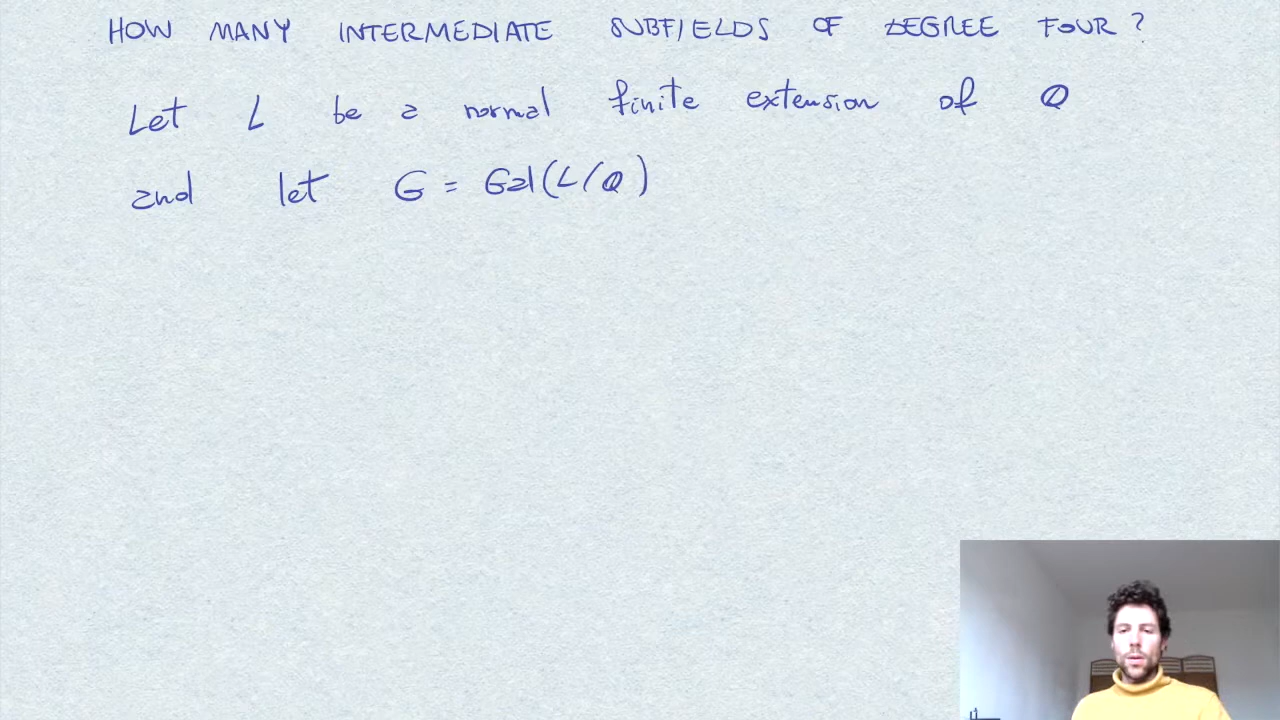 HOW MANY INTERMEDIATE SUBFIELDS OF DEGREE FOUR?
Let L be a normal finite extension of Q
and let G = Gal(L/Q)